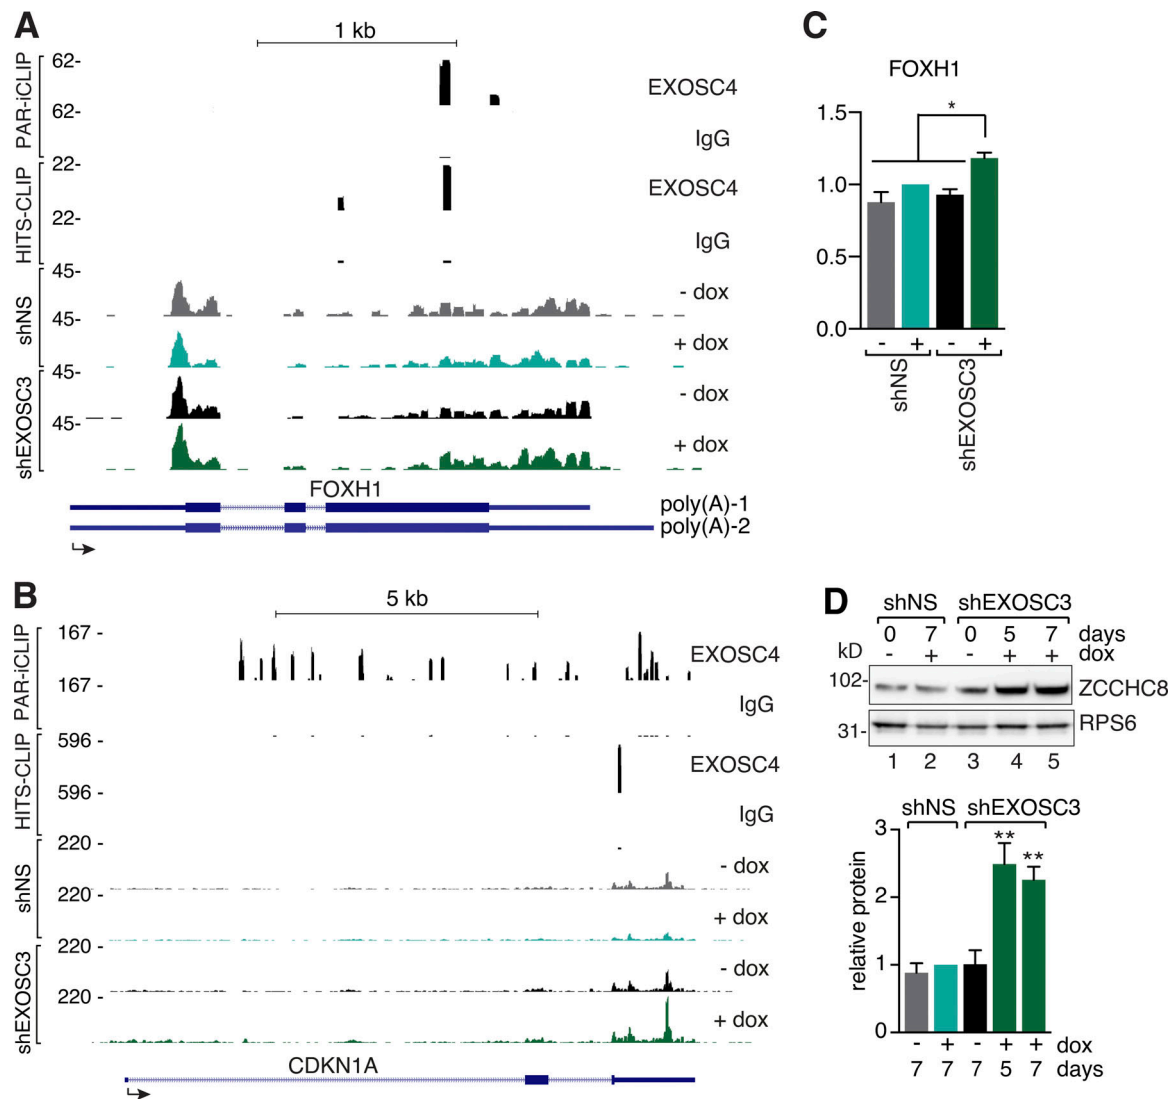 A
1 kb
PAR-iCLIP
62-
EXOSC4
62-
IgG
HITS-CLIP
22-
EXOSC4
22-
IgG
shNS
45-
- dox
45-
+ dox
shEXOSC3
45-
- dox
45-
+ dox
FOXH1
poly(A)-1
poly(A)-2
B
5 kb
PAR-iCLIP
167 -
EXOSC4
167 -
IgG
HITS-CLIP
596 -
EXOSC4
596 -
IgG
shNS
220 -
- dox
220 -
+ dox
shEXOSC3
220 -
- dox
220 -
+ dox
CDKN1A
C
FOXH1
1.5
*
1.0
0.5
0.0
- + - +
shNS
shEXOSC3
D
shNS shEXOSC3
0 7 0 5 7 days
kD - + - + + dox
102- ZCCHC8
31- RPS6
1 2 3 4 5
shNS shEXOSC3
relative protein
3
** **
2
1
0
- + - + + dox
7 7 7 5 7 days